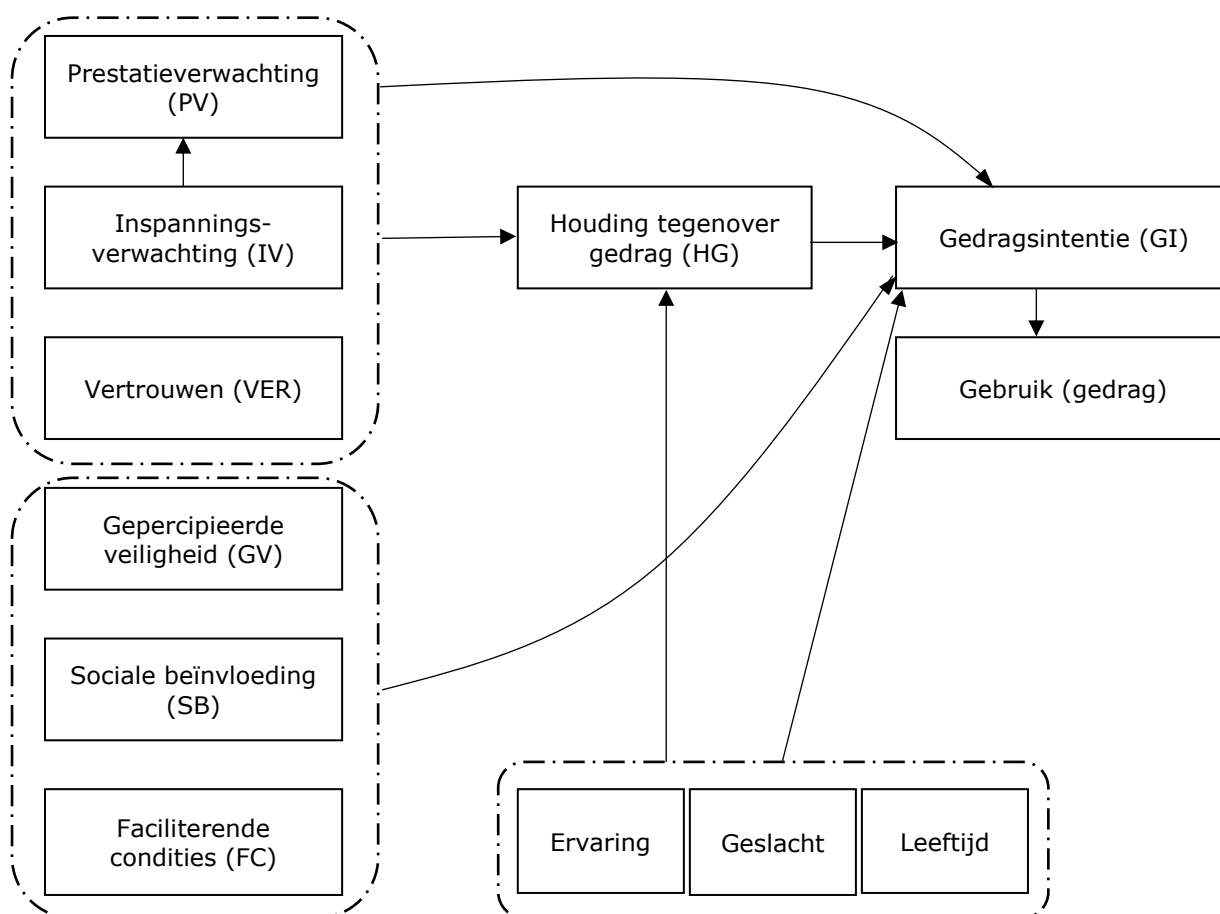 Prestatieverwachting
(PV)
Inspannings-
verwachting (IV)
Houding tegenover
gedrag (HG)
Gedragsintentie (GI)
Vertrouwen (VER)
Gebruik (gedrag)
Gepercipieerde
veiligheid (GV)
Sociale beïnvloeding
(SB)
Faciliterende
condities (FC)
Ervaring
Geslacht
Leeftijd